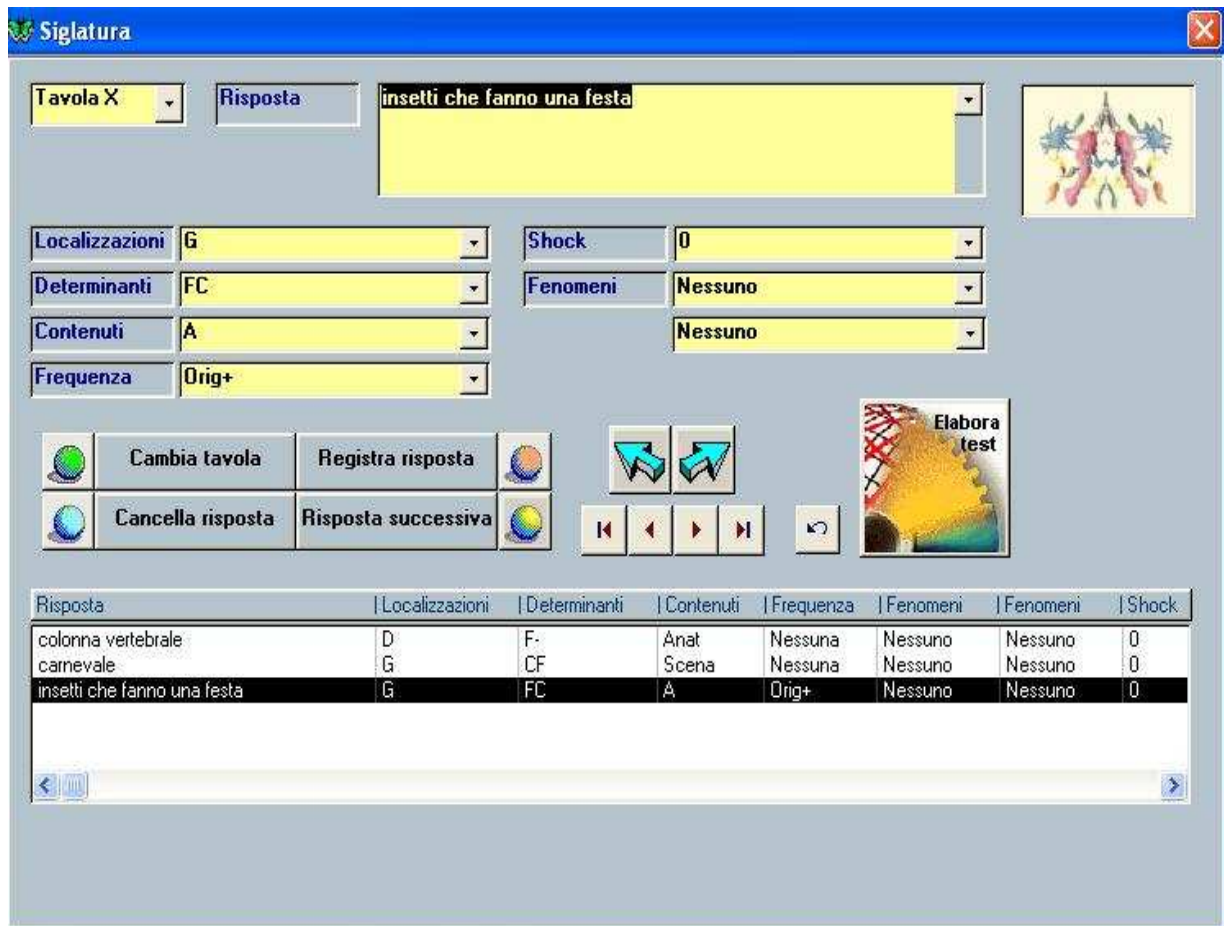 Siglatura
Tavola X Risposta insetti che fanno una festa
Localizzazioni G Shock 0
Determinanti FC Fenomeni Nessuno
Contenuti A Nessuno
Frequenza Orig+
Elabora
test
Cambia tavola Registra risposta
Cancella risposta Risposta successiva
Risposta Localizzazioni Determinanti Contenuti Frequenza Fenomeni Fenomeni Shock
colonna vertebrale D F- Anat Nessuna Nessuno Nessuno 0
carnevale G CF Scena Nessuna Nessuno Nessuno 0
insetti che fanno una festa G FC A Orig+ Nessuno Nessuno 0